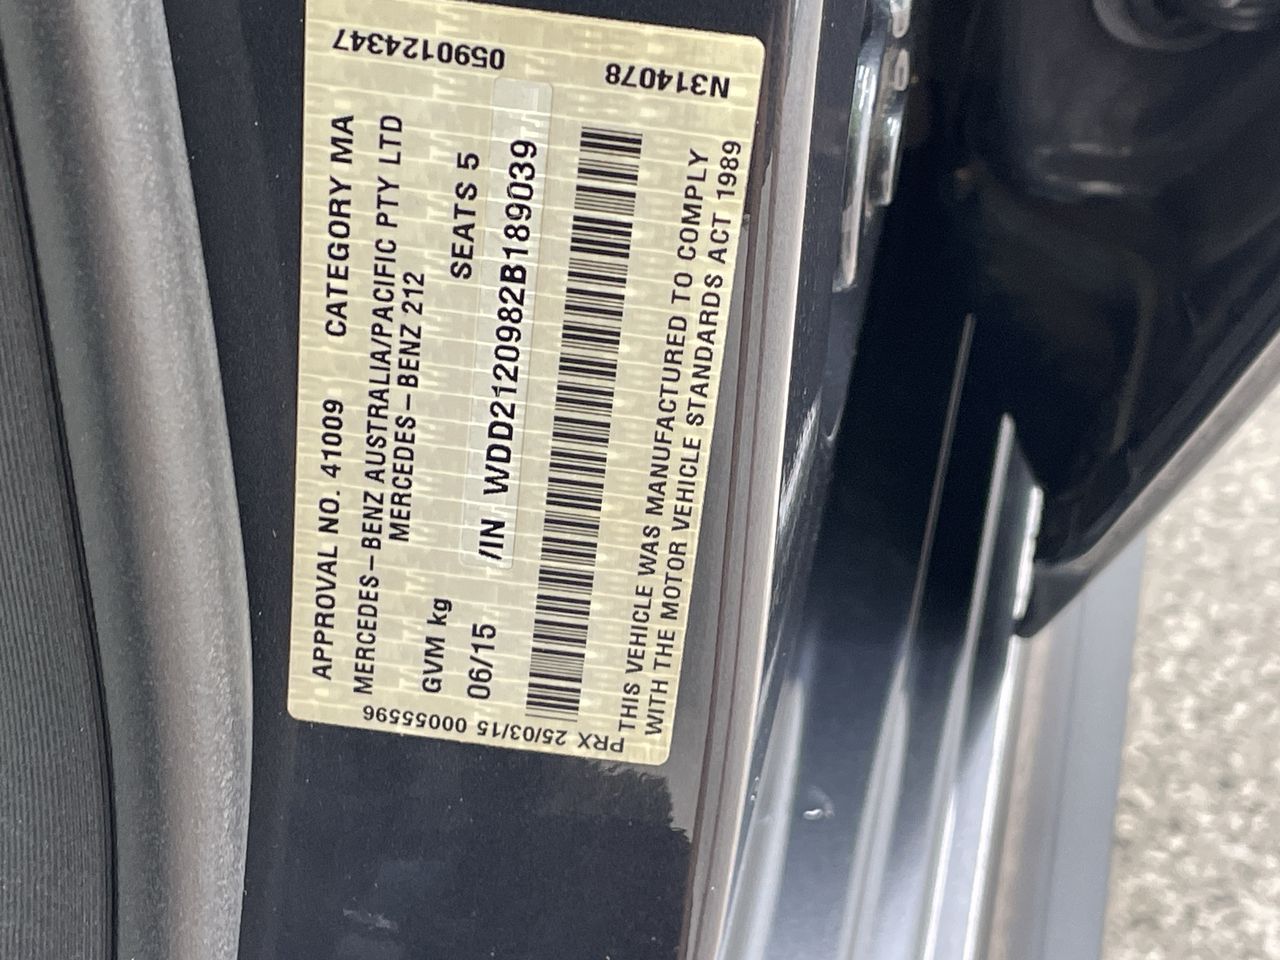 APPROVAL NO. 41009 CATEGORY MA
MERCEDES-BENZ AUSTRALIA/PACIFIC PTY LTD
MERCEDES-BENZ 212
GVM kg SEATS 5
06/15 /IN WDD2120982B189039
THIS VEHICLE WAS MANUFACTURED TO COMPLY
WITH THE MOTOR VEHICLE STANDARDS ACT 1989
0590124347 N314078
PRX 25/03/15 00055596